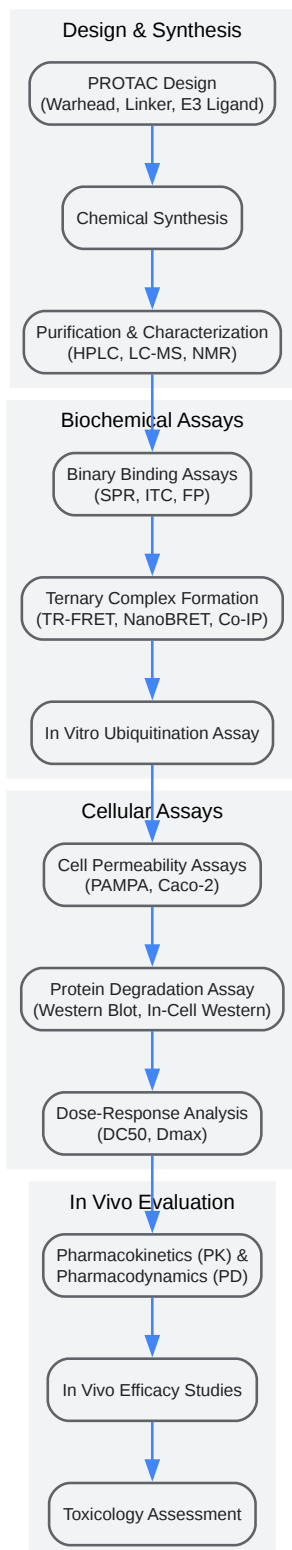 Design & Synthesis
PROTAC Design
(Warhead, Linker, E3 Ligand)
Chemical Synthesis
Purification & Characterization
(HPLC, LC-MS, NMR)
Biochemical Assays
Binary Binding Assays
(SPR, ITC, FP)
Ternary Complex Formation
(TR-FRET, NanoBRET, Co-IP)
In Vitro Ubiquitination Assay
Cellular Assays
Cell Permeability Assays
(PAMPA, Caco-2)
Protein Degradation Assay
(Western Blot, In-Cell Western)
Dose-Response Analysis
(DC50, Dmax)
In Vivo Evaluation
Pharmacokinetics (PK) &
Pharmacodynamics (PD)
In Vivo Efficacy Studies
Toxicology Assessment